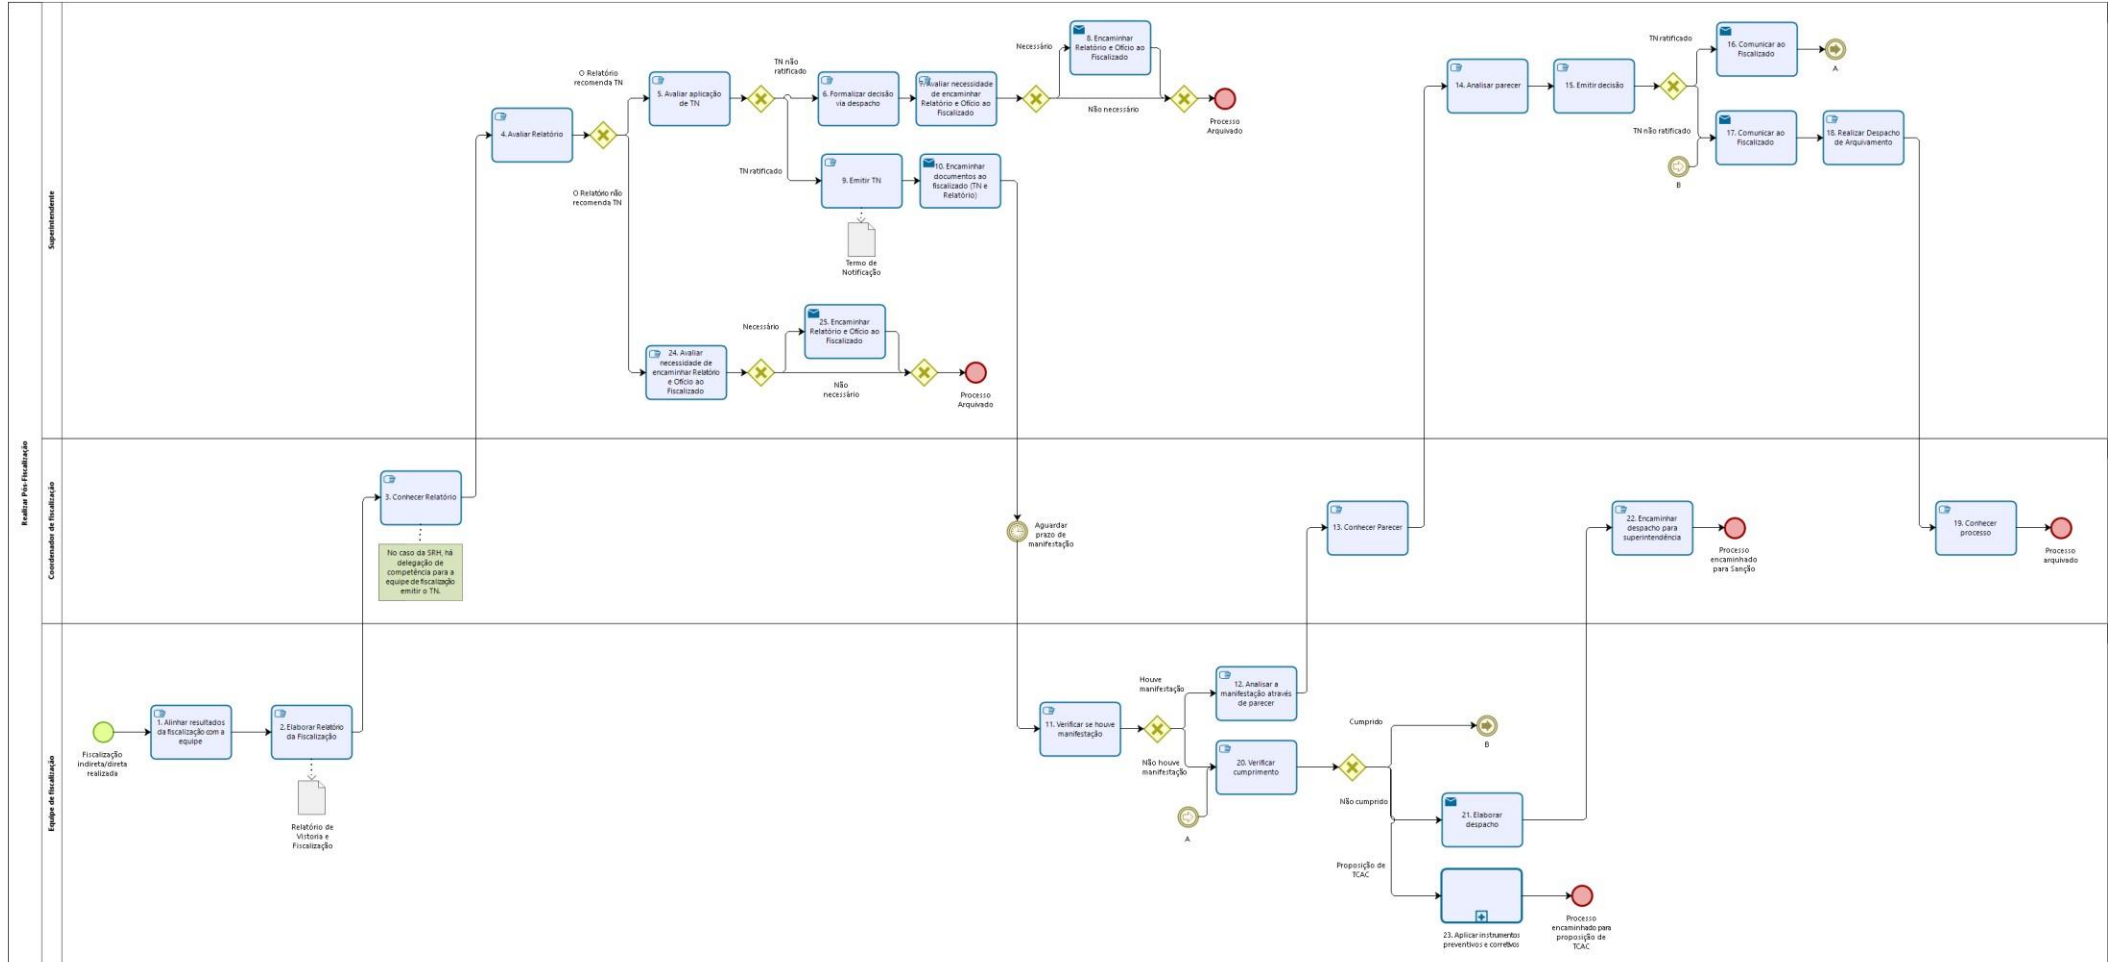 Realizar Pós-Fiscalização
Superintendente
4. Avaliar Relatório
O Relatório
recomenda TN
O Relatório não
recomenda TN
5. Avaliar aplicação
de TN
TN não
ratificado
TN ratificado
6. Formalizar decisão
via despacho
7. Avaliar necessidade
de encaminhar
Relatório e Ofício ao
Fiscalizado
Necessário
Não necessário
8. Encaminhar
Relatório e Ofício ao
Fiscalizado
Processo
Arquivado
9. Emitir TN
Termo de
Notificação
10. Encaminhar
documentos ao
fiscalizado (TN e
Relatório)
24. Avaliar
necessidade de
encaminhar Relatório
e Ofício ao
Fiscalizado
Necessário
Não
necessário
25. Encaminhar
Relatório e Ofício ao
Fiscalizado
Processo
Arquivado
14. Analisar parecer
15. Emitir decisão
TN ratificado
TN não ratificado
16. Comunicar ao
Fiscalizado
A
17. Comunicar ao
Fiscalizado
B
18. Realizar Despacho
de Arquivamento
Coordenador de fiscalização
3. Conhecer Relatório
No caso da SRH, há
delegação de
competência para a
equipe de fiscalização
emitir o TN.
Aguardar
prazo de
manifestação
13. Conhecer Parecer
22. Encaminhar
despacho para
superintendência
Processo
encaminhado
para Sanção
19. Conhecer
processo
Processo
arquivado
Equipe de fiscalização
Fiscalização
indireta/direta
realizada
1. Alinhar resultados
da fiscalização com a
equipe
2. Elaborar Relatório
da Fiscalização
Relatório de
Vistoria e
Fiscalização
11. Verificar se houve
manifestação
Houve
manifestação
Não houve
manifestação
12. Analisar a
manifestação através
de parecer
20. Verificar
cumprimento
A
Cumprido
B
Não cumprido
21. Elaborar
despacho
Proposição de
TCAC
23. Aplicar instrumentos
preventivos e corretivos
Processo
encaminhado para
proposição de
TCAC